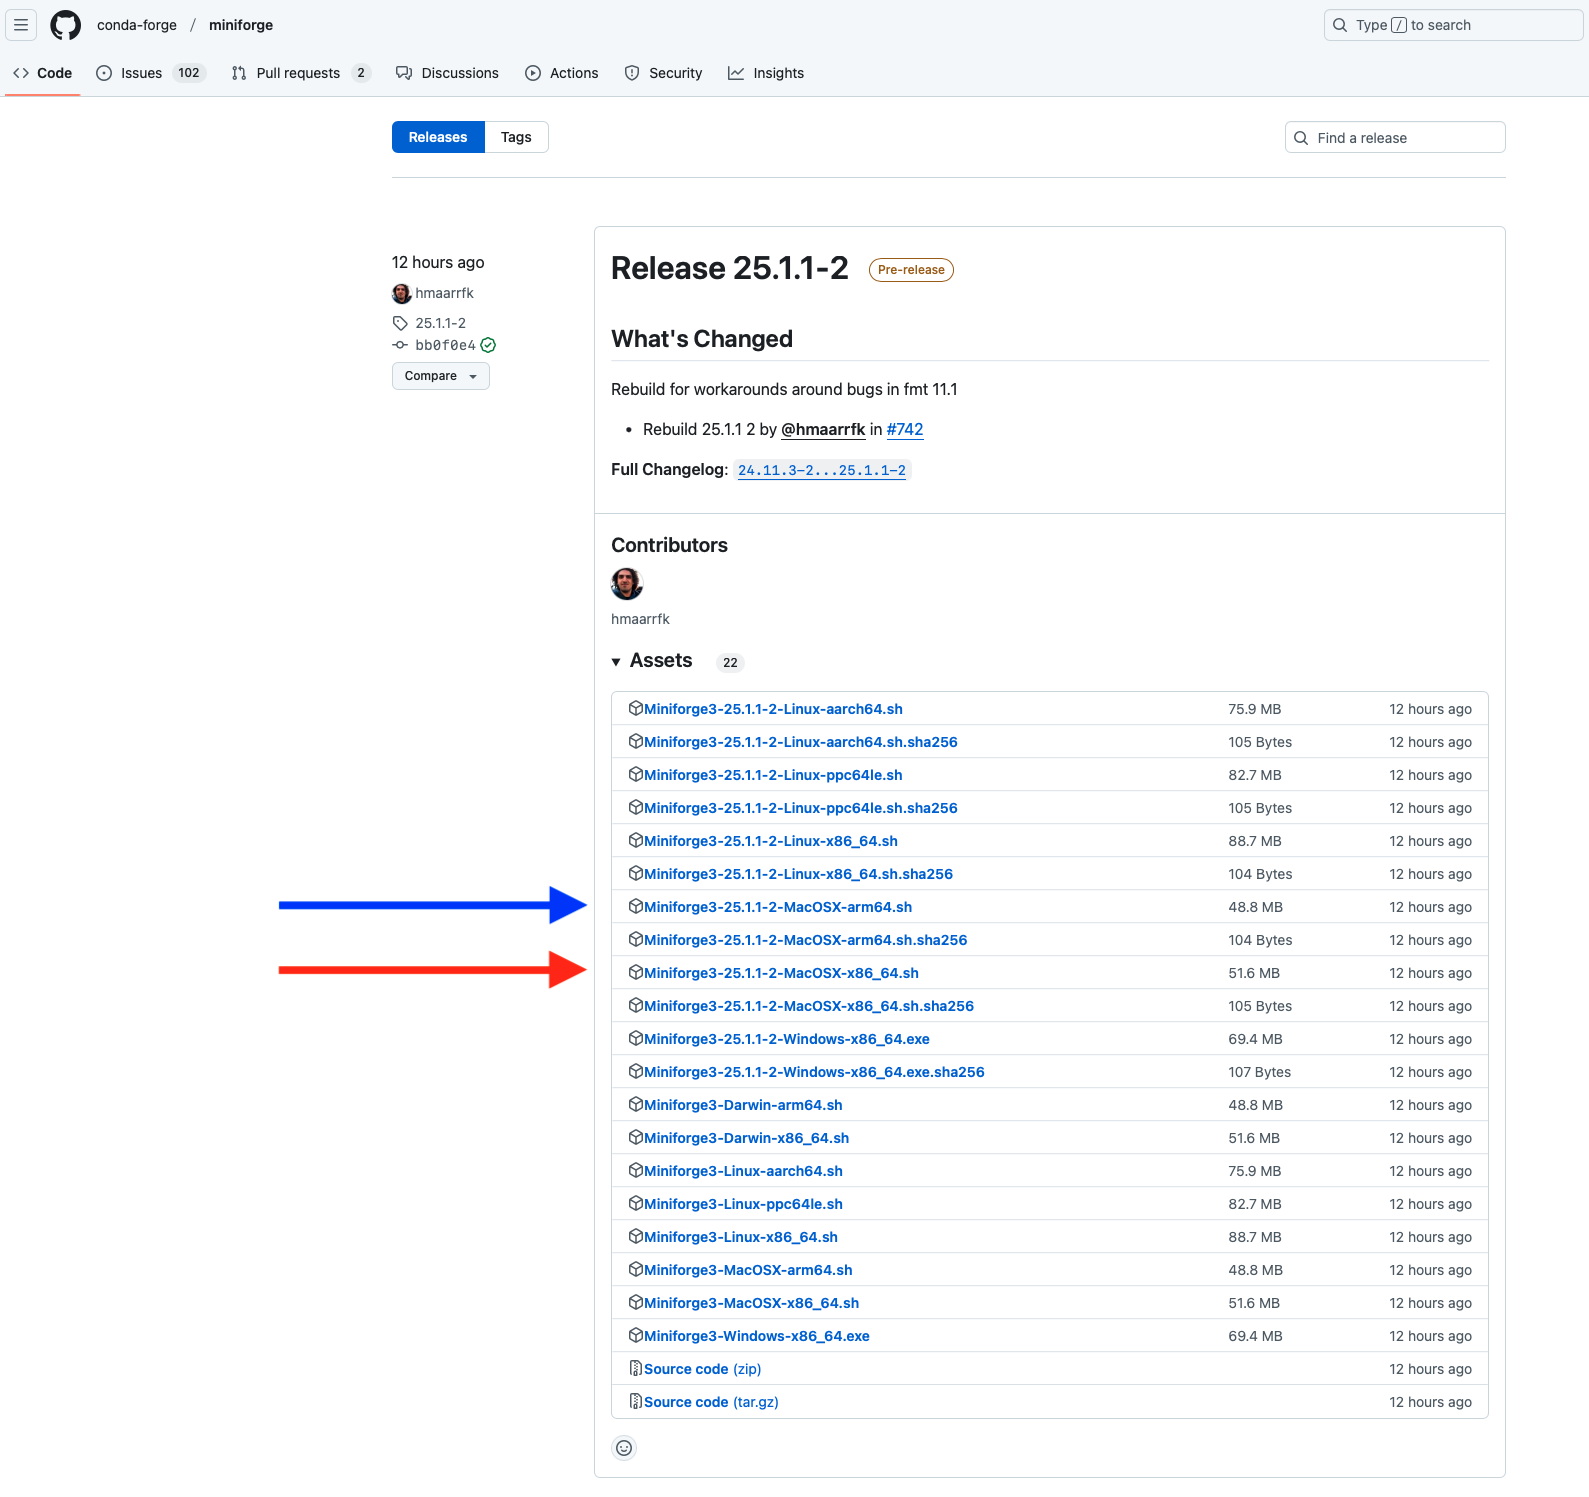 conda-forge / miniforge
Type / to search
Code
Issues 102
Pull requests 2
Discussions
Actions
Security
Insights
Releases
Tags
Find a release
12 hours ago
hmaarrfk
25.1.1-2
bb0f0e4
Compare
Release 25.1.1-2 Pre-release
What's Changed
Rebuild for workarounds around bugs in fmt 11.1
• Rebuild 25.1.1 2 by @hmaarrfk in #742
Full Changelog: 24.11.3-2...25.1.1-2
Contributors
hmaarrfk
Assets 22
Miniforge3-25.1.1-2-Linux-aarch64.sh 75.9 MB 12 hours ago
Miniforge3-25.1.1-2-Linux-aarch64.sh.sha256 105 Bytes 12 hours ago
Miniforge3-25.1.1-2-Linux-ppc64le.sh 82.7 MB 12 hours ago
Miniforge3-25.1.1-2-Linux-ppc64le.sh.sha256 105 Bytes 12 hours ago
Miniforge3-25.1.1-2-Linux-x86_64.sh 88.7 MB 12 hours ago
Miniforge3-25.1.1-2-Linux-x86_64.sh.sha256 104 Bytes 12 hours ago
Miniforge3-25.1.1-2-MacOSX-arm64.sh 48.8 MB 12 hours ago
Miniforge3-25.1.1-2-MacOSX-arm64.sh.sha256 104 Bytes 12 hours ago
Miniforge3-25.1.1-2-MacOSX-x86_64.sh 51.6 MB 12 hours ago
Miniforge3-25.1.1-2-MacOSX-x86_64.sh.sha256 105 Bytes 12 hours ago
Miniforge3-25.1.1-2-Windows-x86_64.exe 69.4 MB 12 hours ago
Miniforge3-25.1.1-2-Windows-x86_64.exe.sha256 107 Bytes 12 hours ago
Miniforge3-Darwin-arm64.sh 48.8 MB 12 hours ago
Miniforge3-Darwin-x86_64.sh 51.6 MB 12 hours ago
Miniforge3-Linux-aarch64.sh 75.9 MB 12 hours ago
Miniforge3-Linux-ppc64le.sh 82.7 MB 12 hours ago
Miniforge3-Linux-x86_64.sh 88.7 MB 12 hours ago
Miniforge3-MacOSX-arm64.sh 48.8 MB 12 hours ago
Miniforge3-MacOSX-x86_64.sh 51.6 MB 12 hours ago
Miniforge3-Windows-x86_64.exe 69.4 MB 12 hours ago
Source code (zip) 12 hours ago
Source code (tar.gz) 12 hours ago